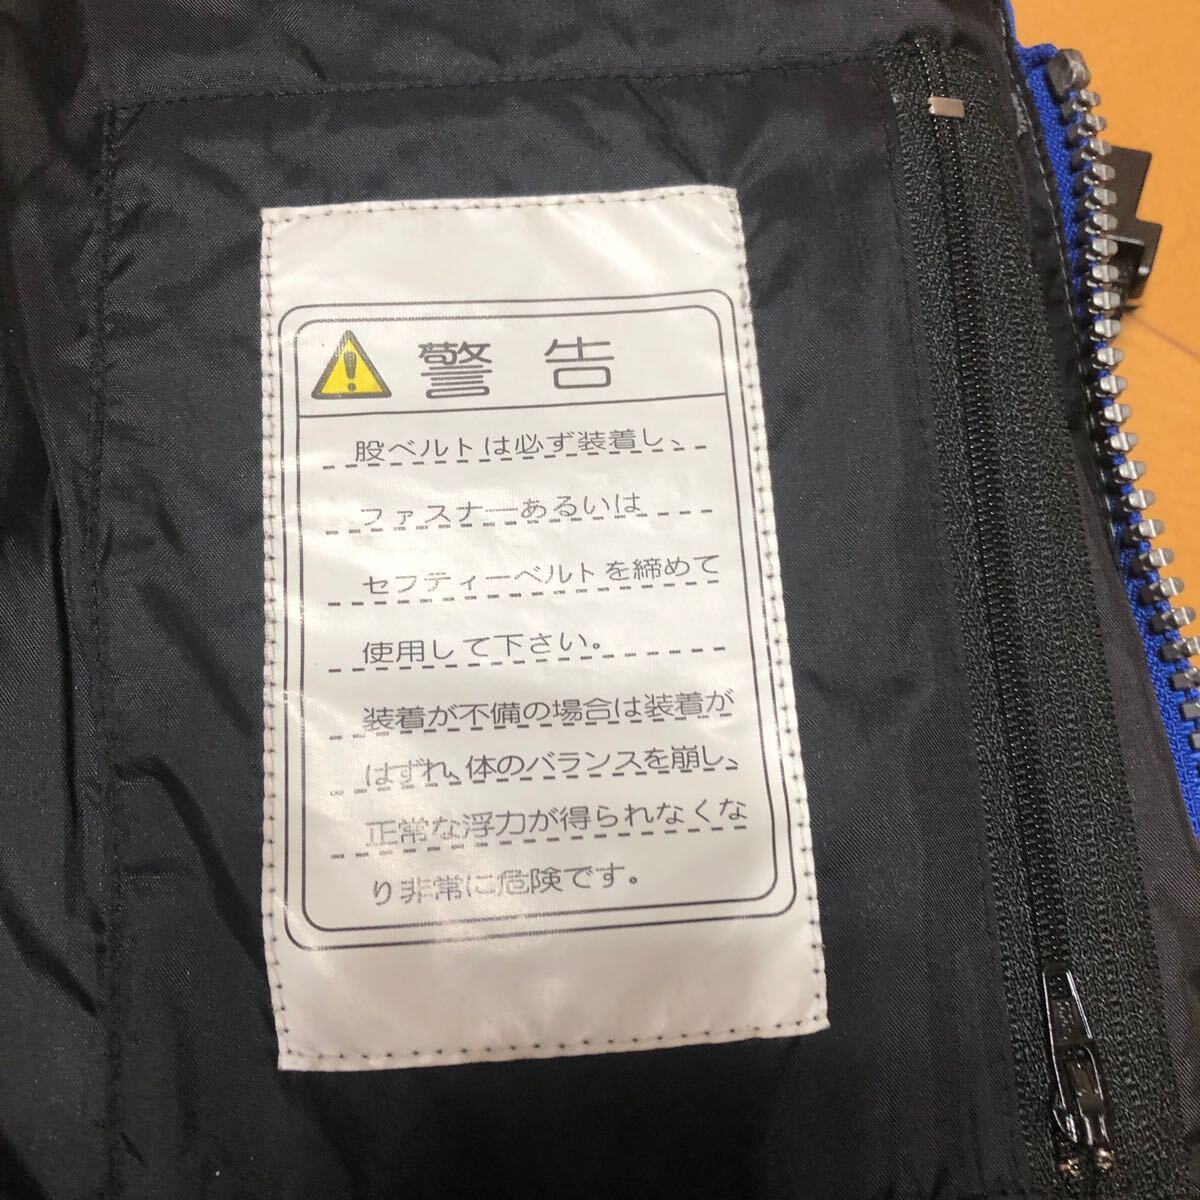 警告
股ベルトは必ず装着し、
ファスナーあるいは
セフティーベルトを締めて
使用して下さい。
装着が不備の場合は装着が
はずれ、体のバランスを崩し、
正常な浮力が得られなくな
り非常に危険です。